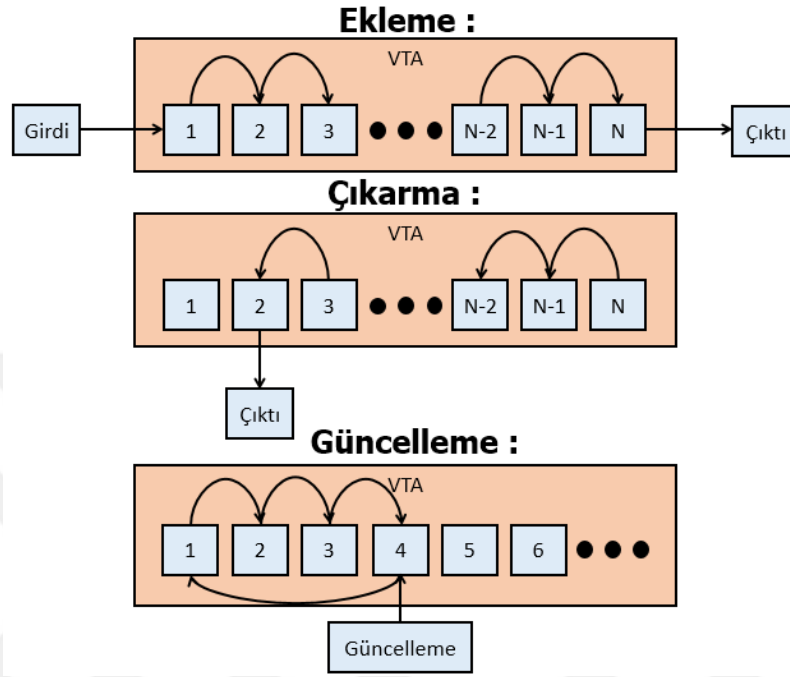 Ekleme :
VTA
Girdi
1
2
3
N-2
N-1
N
Çıktı
Çıkarma :
VTA
1
2
3
N-2
N-1
N
Çıktı
Güncelleme :
VTA
1
2
3
4
5
6
Güncelleme